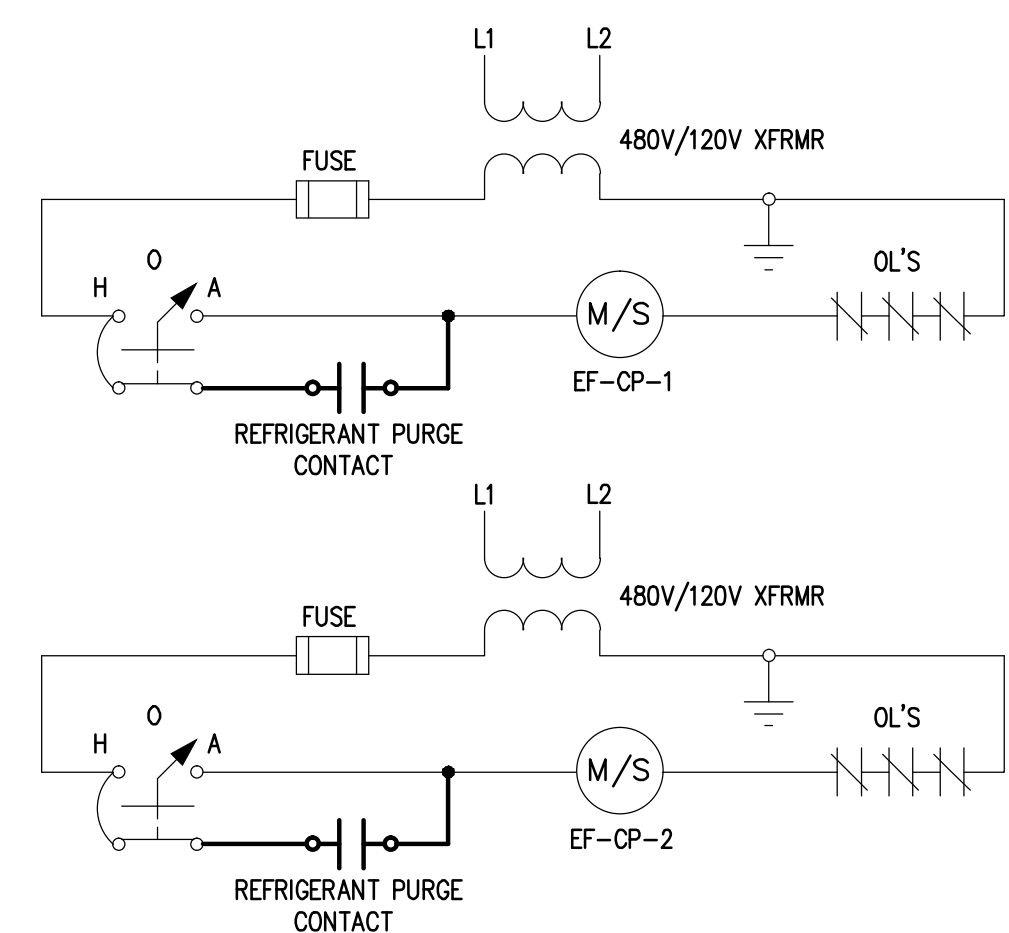 L1 L2
480V/120V XFRMR
FUSE
O
H A
OL'S
M/S
EF-CP-1
REFRIGERANT PURGE
CONTACT
L1 L2
480V/120V XFRMR
FUSE
O
H A
OL'S
M/S
EF-CP-2
REFRIGERANT PURGE
CONTACT